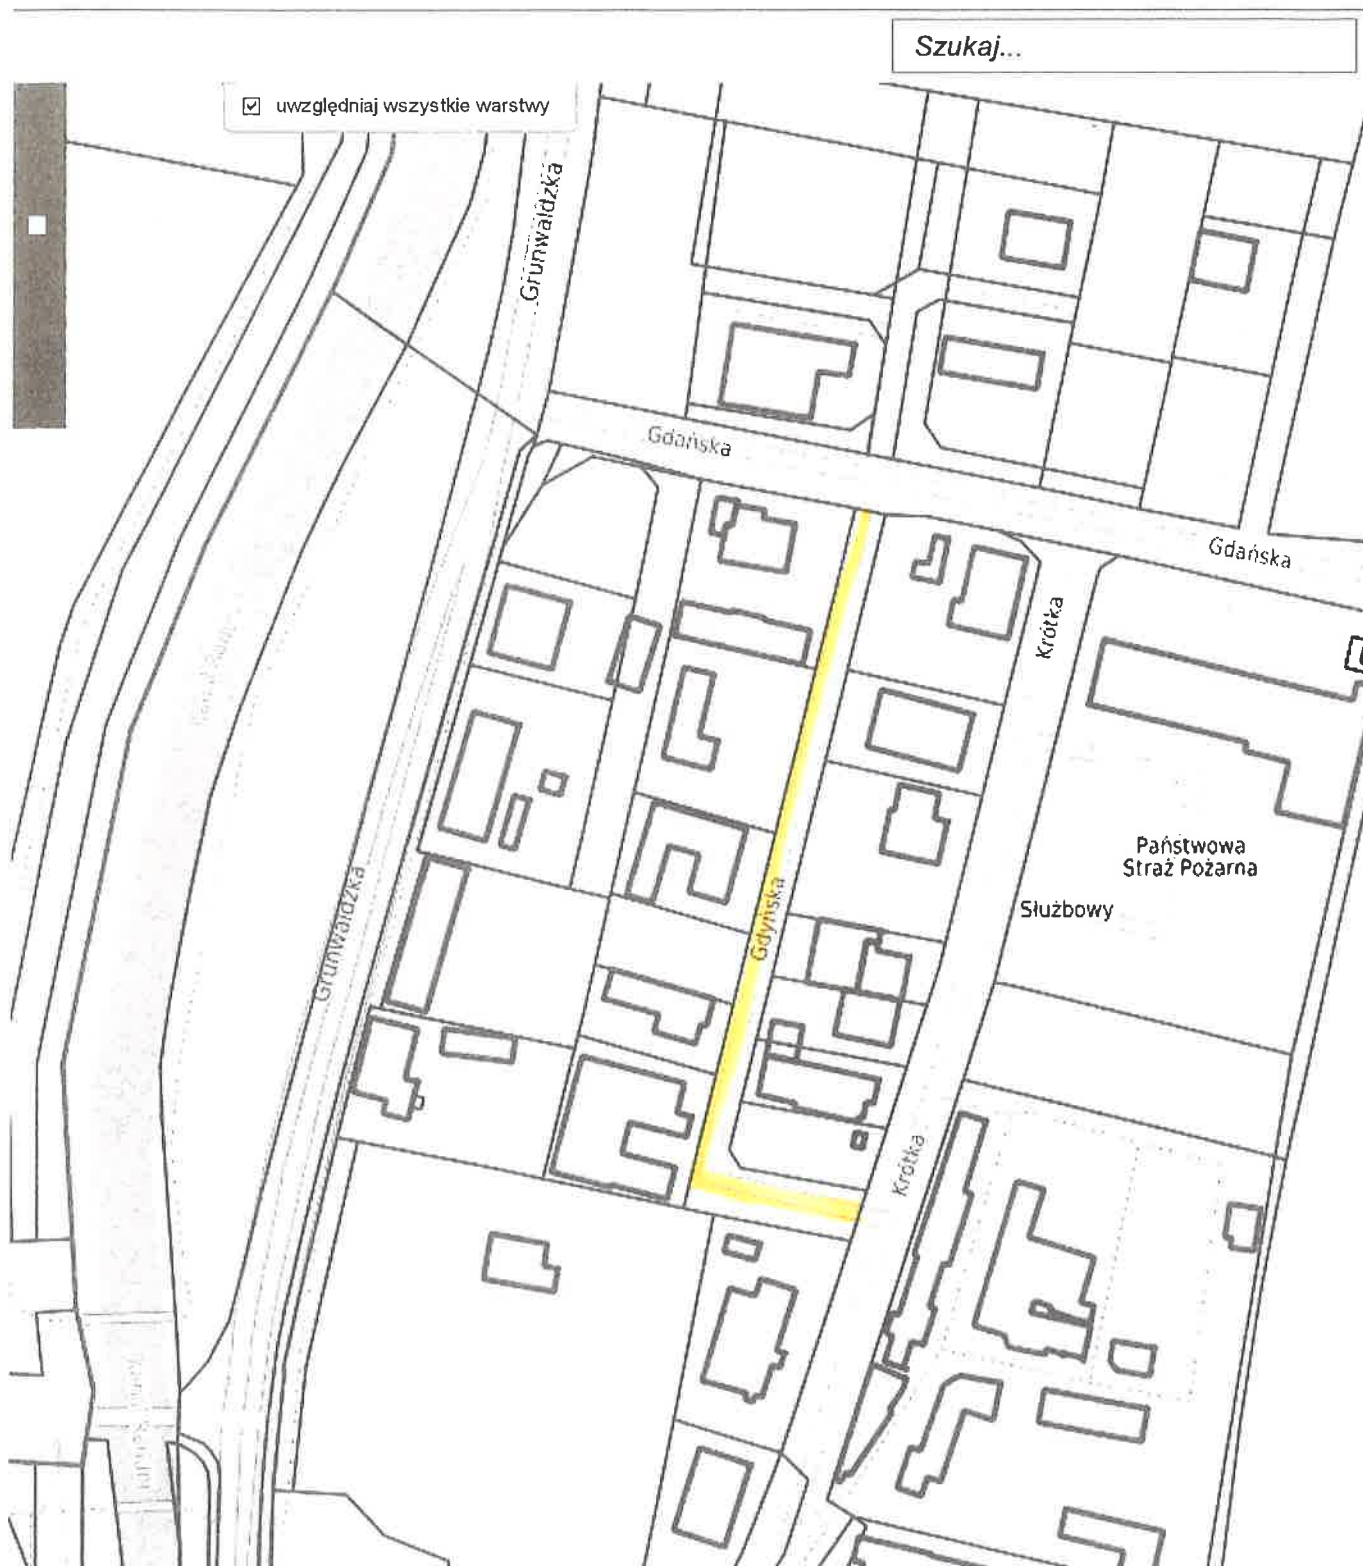 Szukaj...
uwzględniaj wszystkie warstwy
Grunwaldzka
Gdańska
Gdańska
Krótka
Państwowa
Straż Pożarna
Służbowy
Gdyńska
Grunwaldzka
Krótka